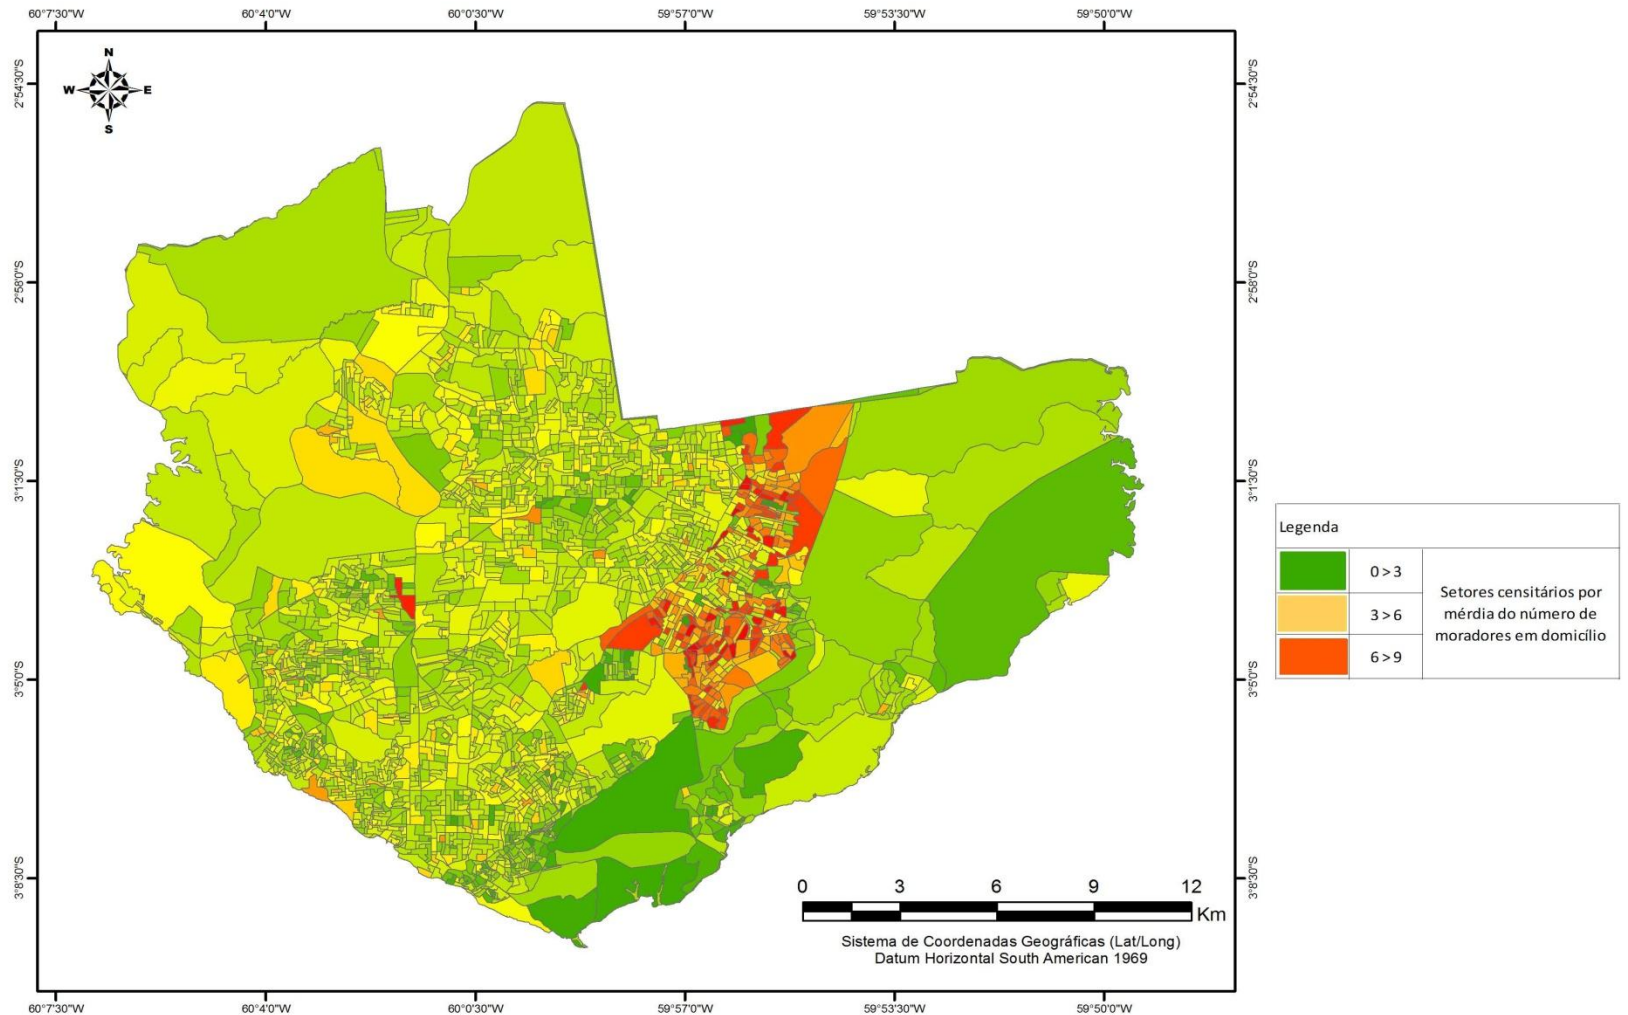 60°7'30"W 60°4'0"W 60°0'30"W 59°57'0"W 59°53'30"W 59°50'0"W
N
W E
S
2°54'30"S 2°54'30"S
2°58'0"S 2°58'0"S
3°1'30"S 3°1'30"S
3°5'0"S 3°5'0"S
3°8'30"S 3°8'30"S
Legenda
0 > 3
3 > 6
6 > 9
Setores censitários por
mérdia do número de
moradores em domicílio
0 3 6 9 12
Km
Sistema de Coordenadas Geográficas (Lat/Long)
Datum Horizontal South American 1969
60°7'30"W 60°4'0"W 60°0'30"W 59°57'0"W 59°53'30"W 59°50'0"W